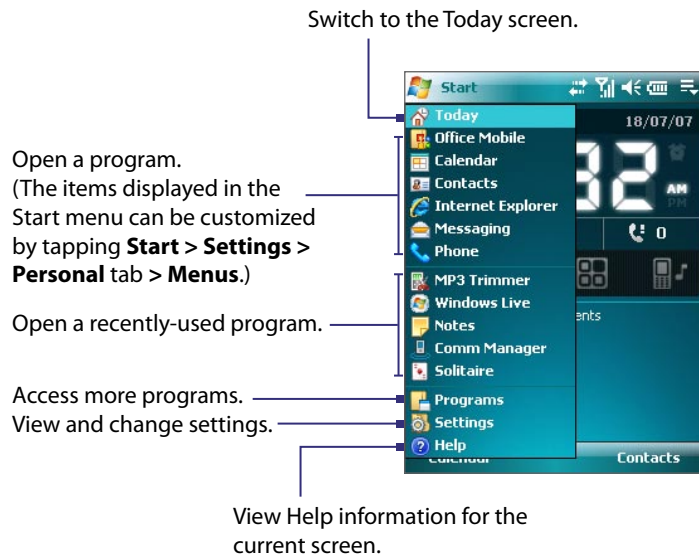 Switch to the Today screen.
Start
Today
18/07/07
Office Mobile
Calendar
Contacts
Internet Explorer
Messaging
Phone
32
AM
PM
0
Open a program.
(The items displayed in the
Start menu can be customized
by tapping Start > Settings >
Personal tab > Menus.)
MP3 Trimmer
Windows Live
Notes
Comm Manager
Solitaire
ents
Open a recently-used program.
Access more programs.
Programs
View and change settings.
Settings
Help
Calendar
Contacts
View Help information for the
current screen.